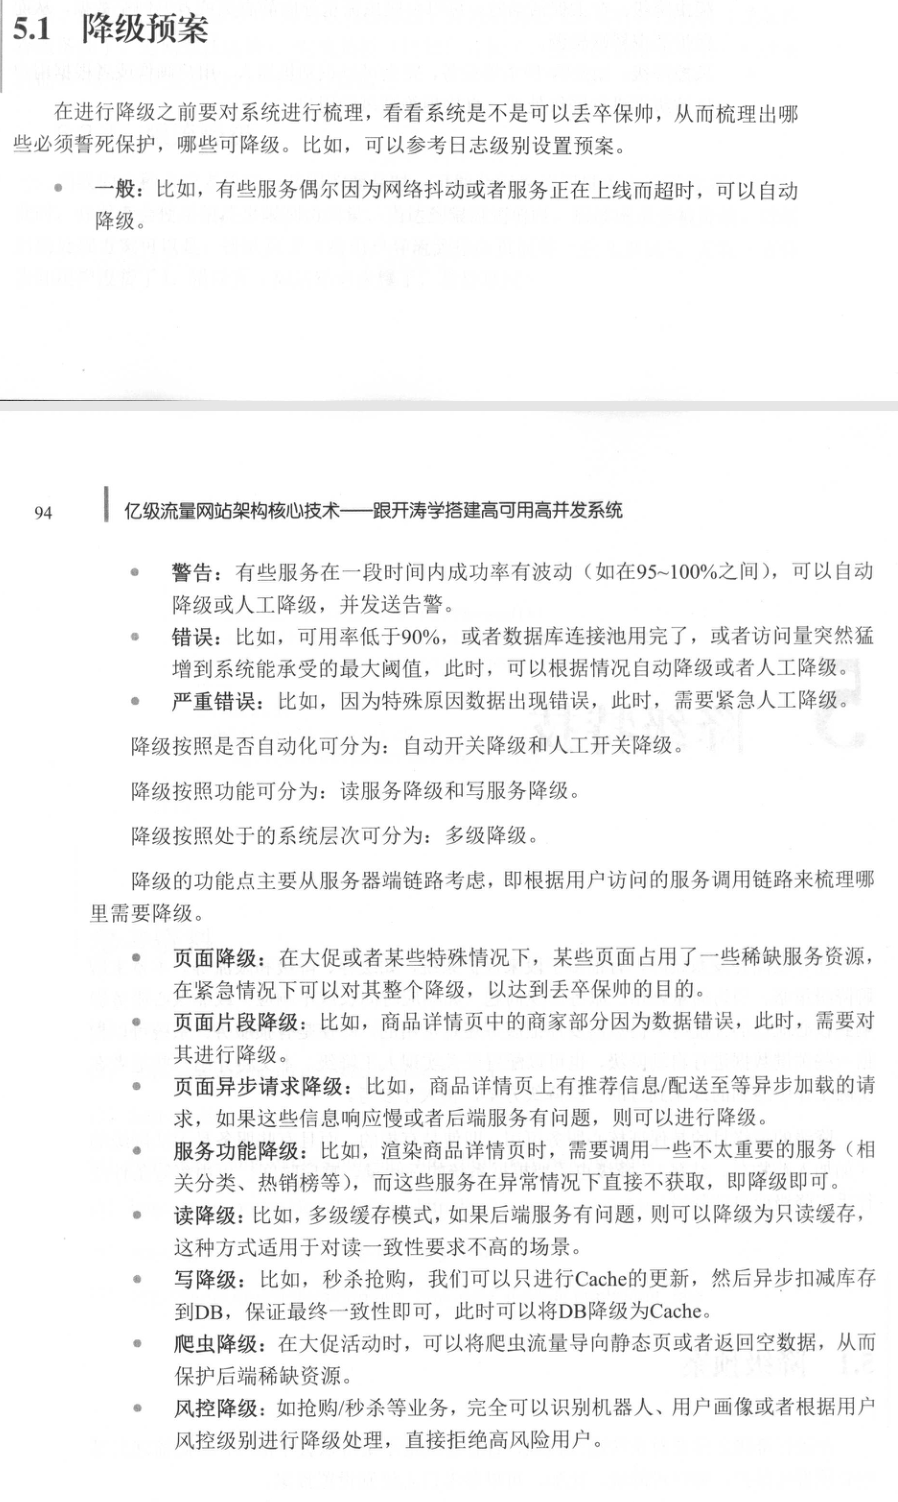 5.1 降级预案
在进行降级之前要对系统进行梳理，看看系统是不是可以丢卒保帅，从而梳理出哪
些必须誓死保护，哪些可降级。比如，可以参考日志级别设置预案。
• 一般：比如，有些服务偶尔因为网络抖动或者服务正在上线而超时，可以自动
降级。
94 亿级流量网站架构核心技术——跟开涛学搭建高可用高并发系统
• 警告：有些服务在一段时间内成功率有波动（如在95~100%之间），可以自动
降级或人工降级，并发送告警。
• 错误：比如，可用率低于90%，或者数据库连接池用完了，或者访问量突然猛
增到系统能承受的最大阈值，此时，可以根据情况自动降级或者人工降级。
• 严重错误：比如，因为特殊原因数据出现错误，此时，需要紧急人工降级。
降级按照是否自动化可分为：自动开关降级和人工开关降级。
降级按照功能可分为：读服务降级和写服务降级。
降级按照处于的系统层次可分为：多级降级。
降级的功能点主要从服务器端链路考虑，即根据用户访问的服务调用链路来梳理哪
里需要降级。
• 页面降级：在大促或者某些特殊情况下，某些页面占用了一些稀缺服务资源，
在紧急情况下可以对其整个降级，以达到丢卒保帅的目的。
• 页面片段降级：比如，商品详情页中的商家部分因为数据错误，此时，需要对
其进行降级。
• 页面异步请求降级：比如，商品详情页上有推荐信息/配送至等异步加载的请
求，如果这些信息响应慢或者后端服务有问题，则可以进行降级。
• 服务功能降级：比如，渲染商品详情页时，需要调用一些不太重要的服务（相
关分类、热销榜等），而这些服务在异常情况下直接不获取，即降级即可。
• 读降级：比如，多级缓存模式，如果后端服务有问题，则可以降级为只读缓存，
这种方式适用于对读一致性要求不高的场景。
• 写降级：比如，秒杀抢购，我们可以只进行Cache的更新，然后异步扣减库存
到DB，保证最终一致性即可，此时可以将DB降级为Cache。
• 爬虫降级：在大促活动时，可以将爬虫流量导向静态页或者返回空数据，从而
保护后端稀缺资源。
• 风控降级：如抢购/秒杀等业务，完全可以识别机器人、用户画像或者根据用户
风控级别进行降级处理，直接拒绝高风险用户。